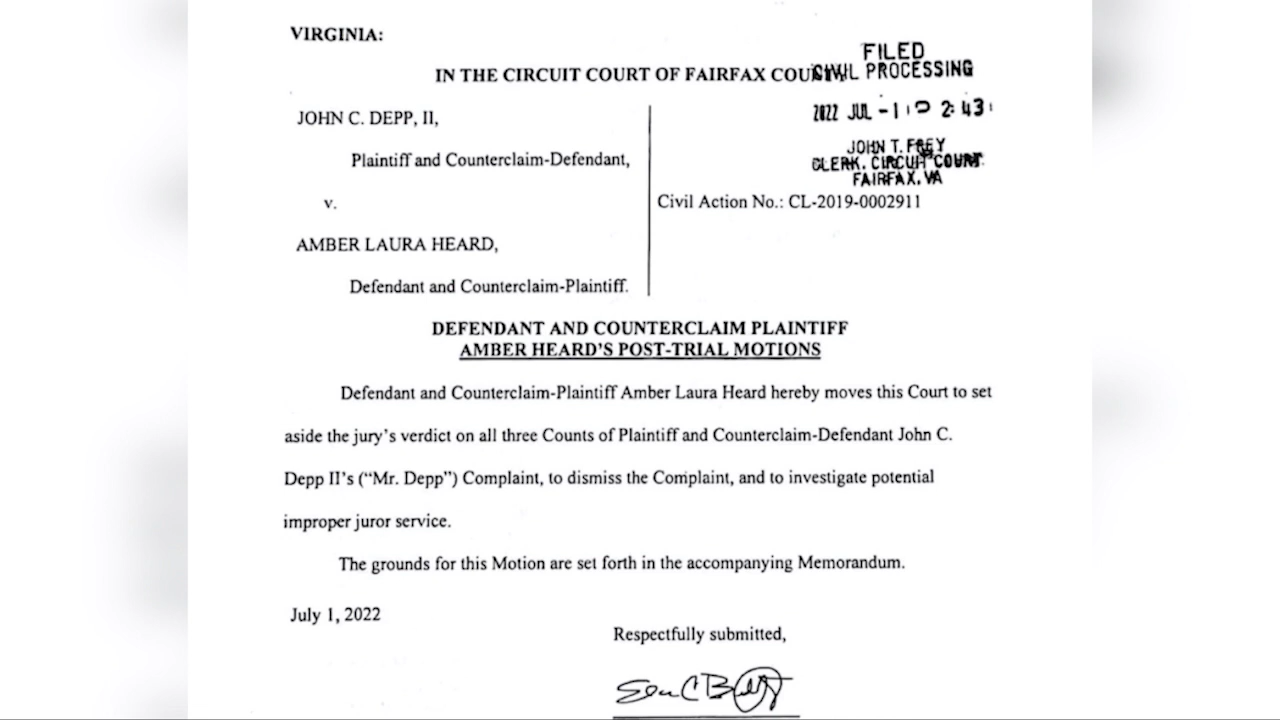 VIRGINIA:
IN THE CIRCUIT COURT OF FAIRFAX
FILED
CIVIL PROCESSING
2022 JUL -1 P 2:43
JOHN T. FREY
CLERK. CIRCUIT COURT
FAIRFAX. VA
JOHN C. DEPP, II,
Plaintiff and Counterclaim-Defendant,
v.
Civil Action No.: CL-2019-0002911
AMBER LAURA HEARD,
Defendant and Counterclaim-Plaintiff.
DEFENDANT AND COUNTERCLAIM PLAINTIFF
AMBER HEARD'S POST-TRIAL MOTIONS
Defendant and Counterclaim-Plaintiff Amber Laura Heard hereby moves this Court to set
aside the jury's verdict on all three Counts of Plaintiff and Counterclaim-Defendant John C.
Depp II's ("Mr. Depp") Complaint, to dismiss the Complaint, and to investigate potential
improper juror service.
The grounds for this Motion are set forth in the accompanying Memorandum.
July 1, 2022
Respectfully submitted,